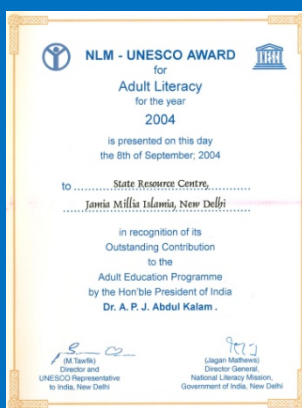 NLM - UNESCO AWARD
for
Adult Literacy
for the year
2004
is presented on this day
the 8th of September, 2004
to ......State Resource Centre,......
Jamia Millia Islamia, New Delhi
in recognition of its
Outstanding Contribution
to the
Adult Education Programme
by the Hon'ble President of India
Dr. A. P. J. Abdul Kalam .
(M.Tawfik)
Director and
UNESCO Representative
to India, New Delhi
(Jagan Mathews)
Director General,
National Literacy Mission,
Government of India, New Delhi